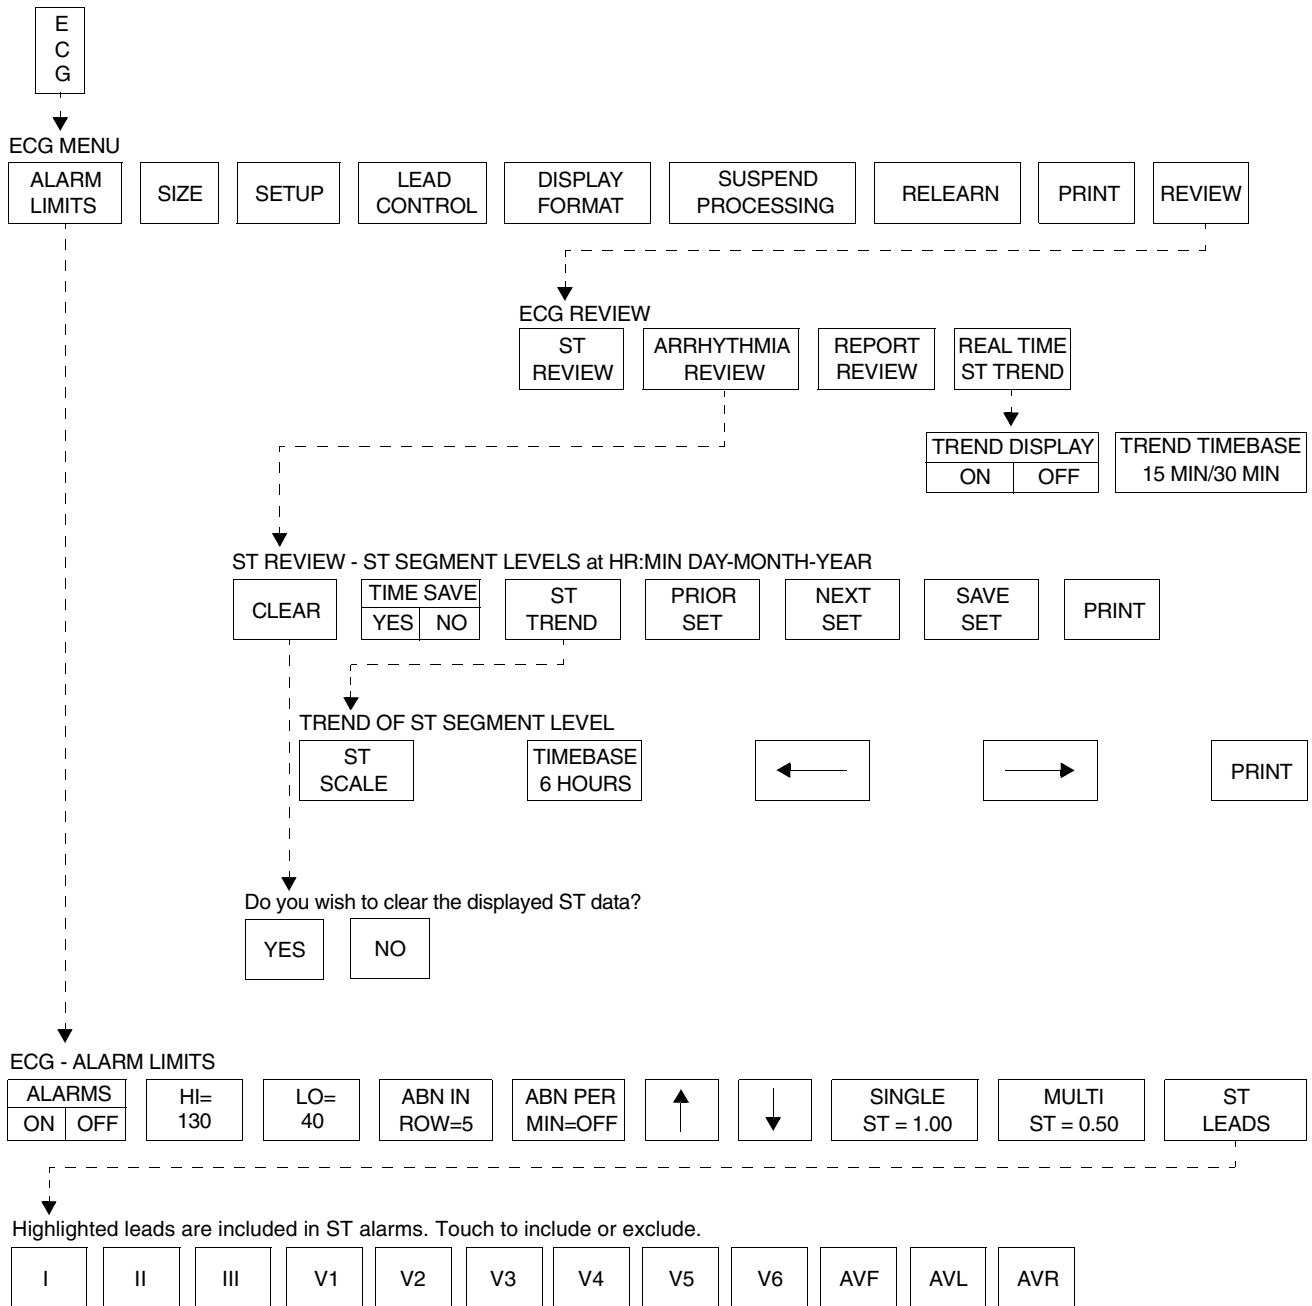 E
C
G
ECG MENU
ALARM
LIMITS
SIZE
SETUP
LEAD
CONTROL
DISPLAY
FORMAT
SUSPEND
PROCESSING
RELEARN
PRINT
REVIEW
ECG REVIEW
ST
REVIEW
ARRHYTHMIA
REVIEW
REPORT
REVIEW
REAL TIME
ST TREND
TREND DISPLAY
ON
OFF
TREND TIMEBASE
15 MIN/30 MIN
ST REVIEW - ST SEGMENT LEVELS at HR:MIN DAY-MONTH-YEAR
CLEAR
TIME SAVE
YES
NO
ST
TREND
PRIOR
SET
NEXT
SET
SAVE
SET
PRINT
TREND OF ST SEGMENT LEVEL
ST
SCALE
TIMEBASE
6 HOURS
PRINT
Do you wish to clear the displayed ST data?
YES
NO
ECG - ALARM LIMITS
ALARMS
ON
OFF
HI=
130
LO=
40
ABN IN
ROW=5
ABN PER
MIN=OFF
SINGLE
ST = 1.00
MULTI
ST = 0.50
ST
LEADS
Highlighted leads are included in ST alarms. Touch to include or exclude.
I
II
III
V1
V2
V3
V4
V5
V6
AVF
AVL
AVR